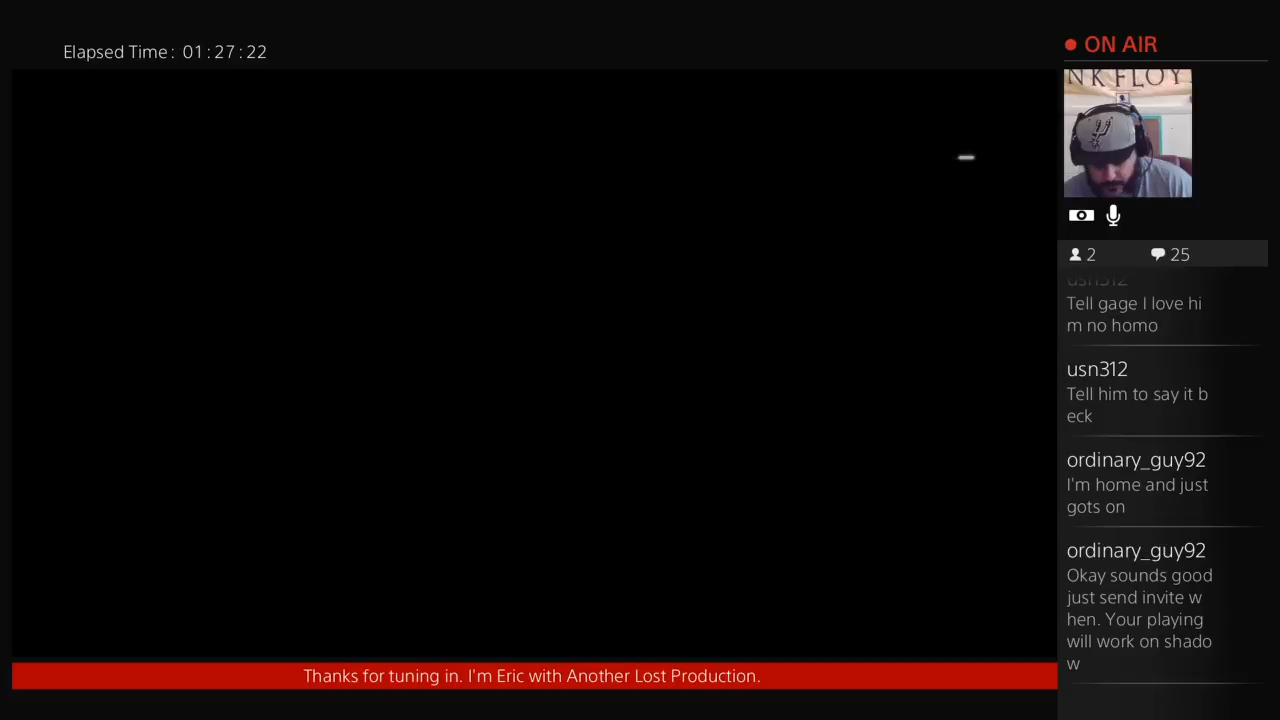 Elapsed Time: 01:27:22
ON AIR
NK FLOY
2 25
usn312
Tell gage I love hi
m no homo
usn312
Tell him to say it b
eck
ordinary_guy92
I'm home and just
gots on
ordinary_guy92
Okay sounds good
just send invite w
hen. Your playing
will work on shado
w
Thanks for tuning in. I'm Eric with Another Lost Production.